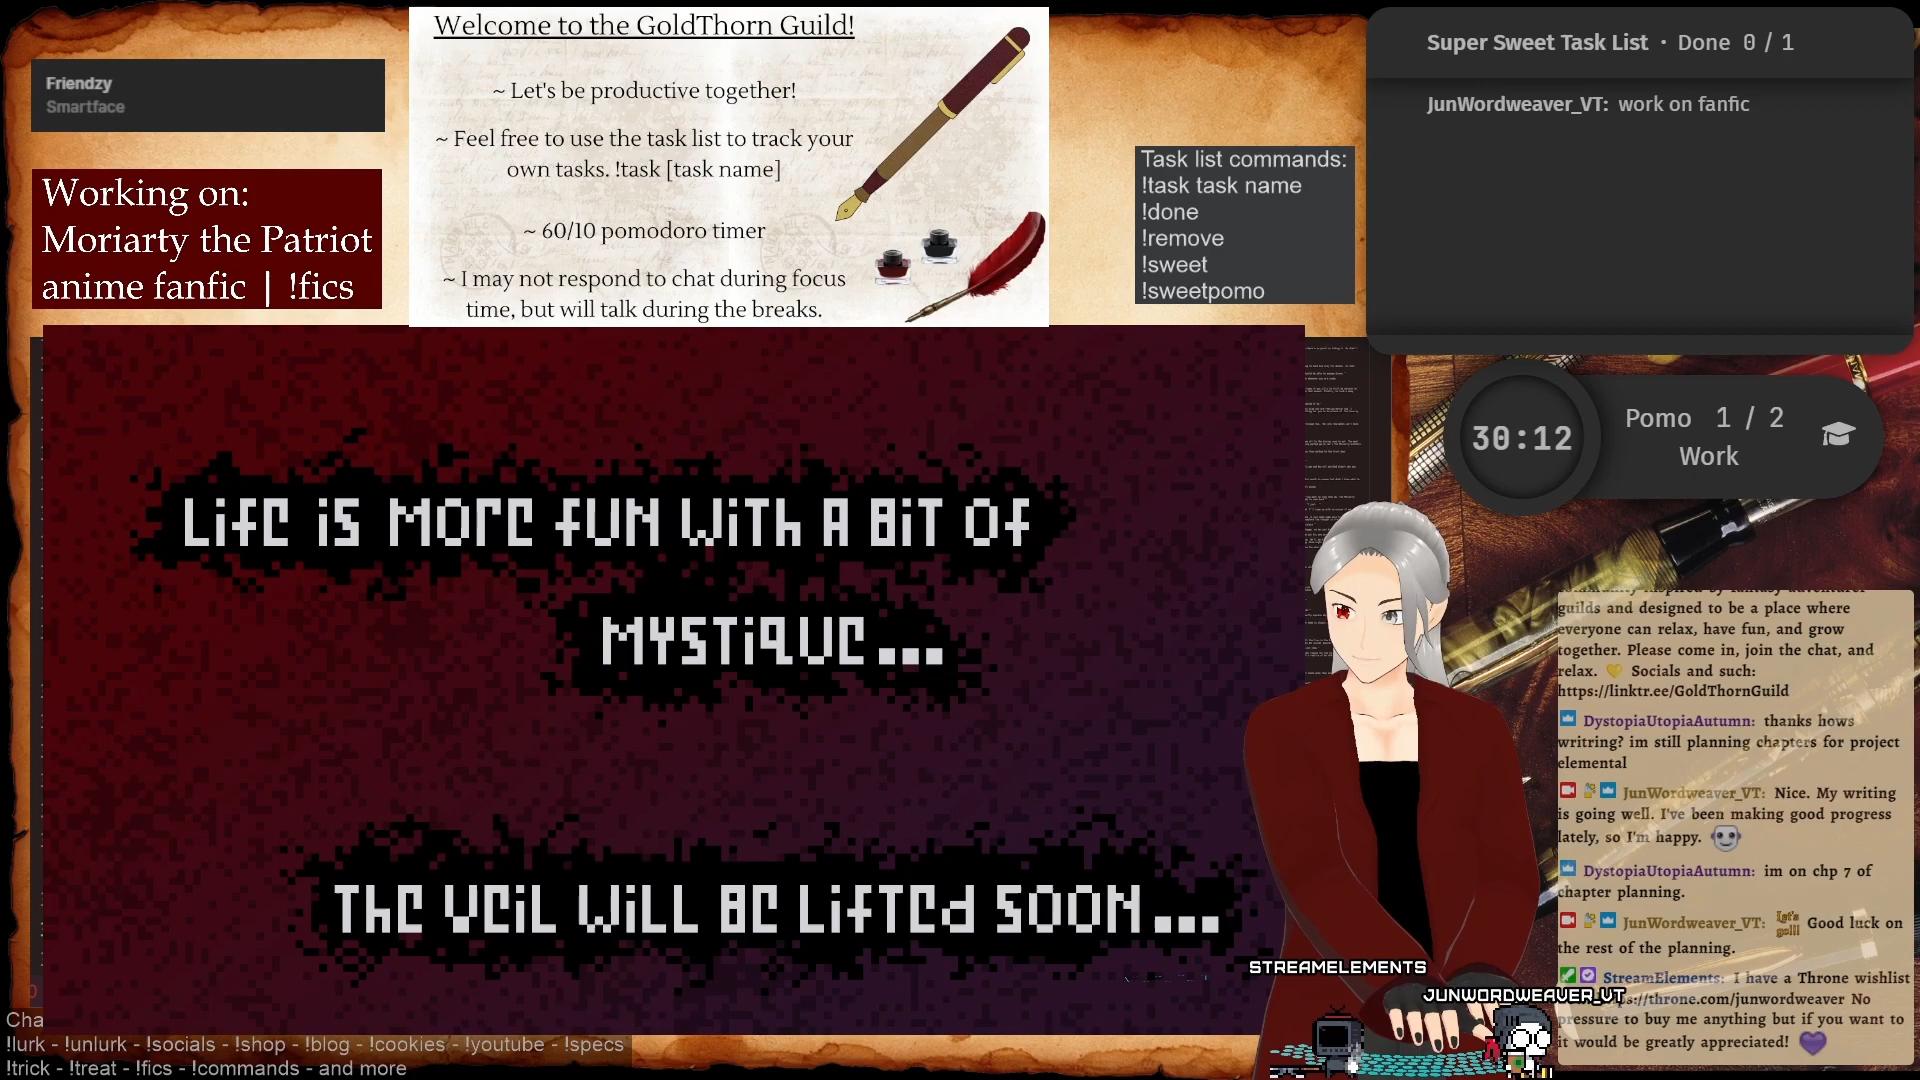 Friendzy
Smartface
Working on:
Moriarty the Patriot
anime fanfic | !fics
Welcome to the GoldThorn Guild!
~ Let's be productive together!
~ Feel free to use the task list to track your
own tasks. !task [task name]
~ 60/10 pomodoro timer
~ I may not respond to chat during focus
time, but will talk during the breaks.
Task list commands:
!task task name
!done
!remove
!sweet
!sweetpomo
Super Sweet Task List · Done 0 / 1
JunWordweaver_VT: work on fanfic
30:12
Pomo 1 / 2
Work
Life is more fun with a bit of
mystique...
The veil will be lifted soon...
guilds and designed to be a place where
everyone can relax, have fun, and grow
together. Please come in, join the chat, and
relax. 💛 Socials and such:
https://linktr.ee/GoldThornGuild
DystopiaUtopiaAutumn: thanks hows
writring? im still planning chapters for project
elemental
JunWordweaver_VT: Nice. My writing
is going well. I've been making good progress
lately, so I'm happy.
DystopiaUtopiaAutumn: im on chp 7 of
chapter planning.
JunWordweaver_VT: Let's go!!! Good luck on
the rest of the planning.
StreamElements: I have a Throne wishlist
://throne.com/junwordweaver No
pressure to buy me anything but if you want to
it would be greatly appreciated! 💜
STREAMELEMENTS
JUNWORDWEAVER_VT
Cha
!lurk - !unlurk - !socials - !shop - !blog - !cookies - !youtube - !specs
!trick - !treat - !fics - !commands - and more